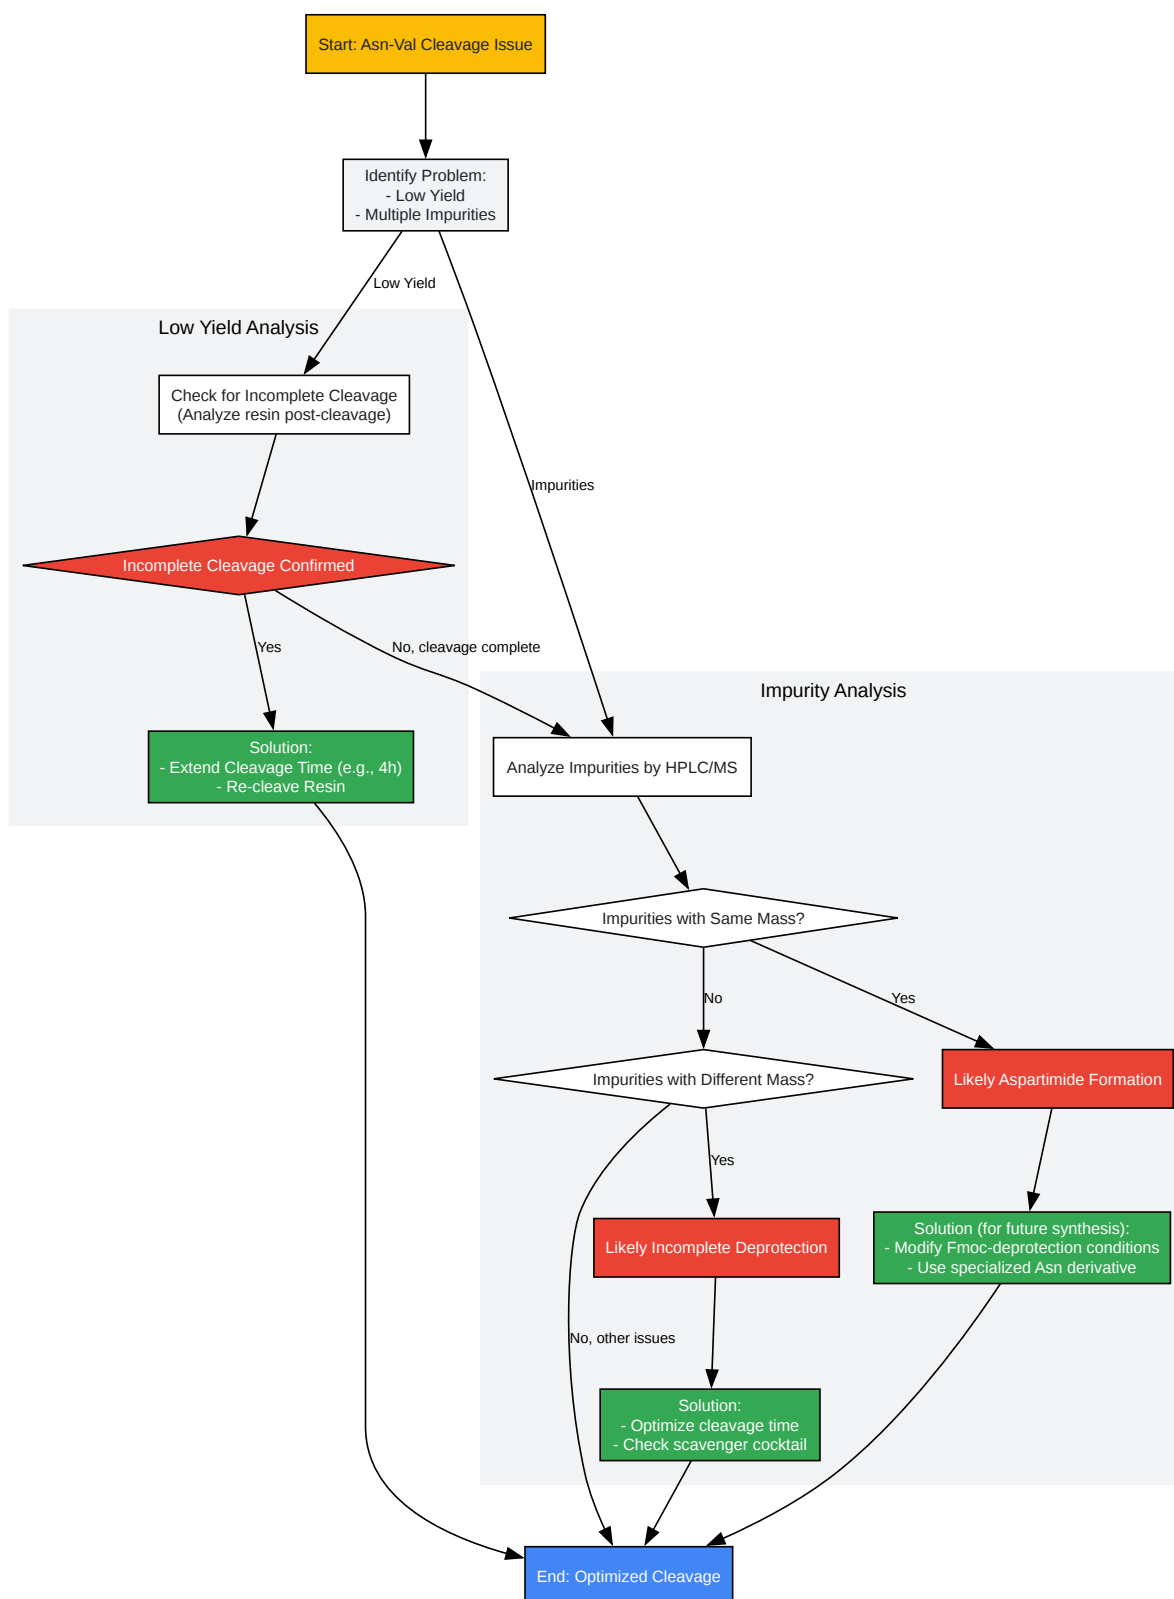 Start: Asn-Val Cleavage Issue
Identify Problem:
- Low Yield
- Multiple Impurities
Low Yield
Low Yield Analysis
Check for Incomplete Cleavage
(Analyze resin post-cleavage)
Impurities
Incomplete Cleavage Confirmed
Yes
No, cleavage complete
Solution:
- Extend Cleavage Time (e.g., 4h)
- Re-cleave Resin
Impurity Analysis
Analyze Impurities by HPLC/MS
Impurities with Same Mass?
No
Yes
Impurities with Different Mass?
Likely Aspartimide Formation
Yes
Likely Incomplete Deprotection
Solution (for future synthesis):
- Modify Fmoc-deprotection conditions
- Use specialized Asn derivative
No, other issues
Solution:
- Optimize cleavage time
- Check scavenger cocktail
End: Optimized Cleavage